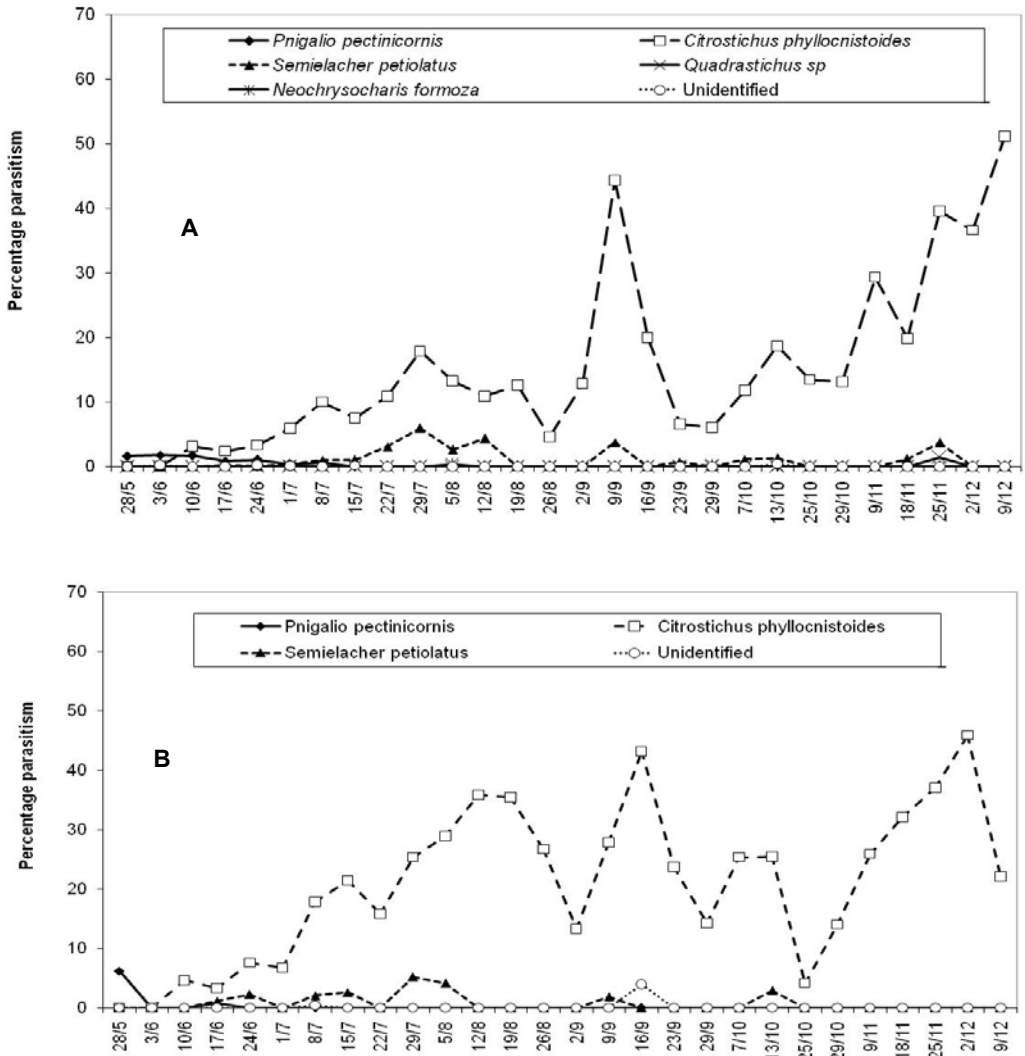 70
60
50
40
30
20
10
0
Percentage parasitism
Pnigalio pectinicornis
Citrostichus phyllocnistoides
Semielacher petiolatus
Quadrastichus sp
Neochrysocharis formoza
Unidentified
A
28/5 3/6 10/6 17/6 24/6 1/7 8/7 15/7 22/7 29/7 5/8 12/8 19/8 26/8 2/9 9/9 16/9 23/9 29/9 7/10 13/10 25/10 29/10 9/11 18/11 25/11 2/12 9/12
70
60
50
40
30
20
10
0
Percentage parasitism
Pnigalio pectinicornis
Citrostichus phyllocnistoides
Semielacher petiolatus
Unidentified
B
28/5 3/6 10/6 17/6 24/6 1/7 8/7 15/7 22/7 29/7 5/8 12/8 19/8 26/8 2/9 9/9 16/9 23/9 29/9 7/10 13/10 25/10 29/10 9/11 18/11 25/11 2/12 9/12